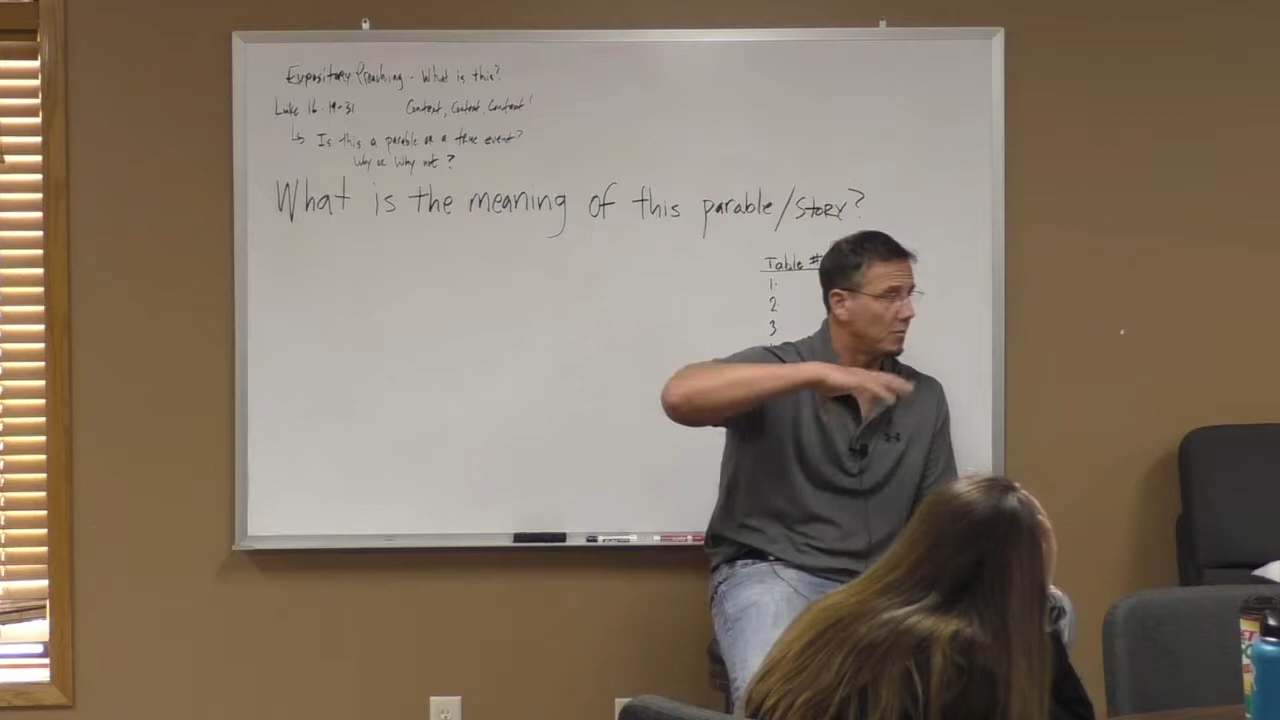 Expository Preaching - What is this?
Luke 16:19-31 Context, Context, Context!
Is this a parable or a true event?
Why or Why not?
What is the meaning of this parable/Story?
Table #
1.
2
3